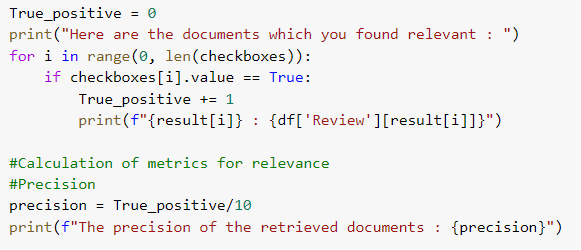 True_positive = 0
print("Here are the documents which you found relevant : ")
for i in range(0, len(checkboxes)):
    if checkboxes[i].value == True:
        True_positive += 1
        print(f"{result[i]} : {df['Review'][result[i]]}")

#Calculation of metrics for relevance
#Precision
precision = True_positive/10
print(f"The precision of the retrieved documents : {precision}")